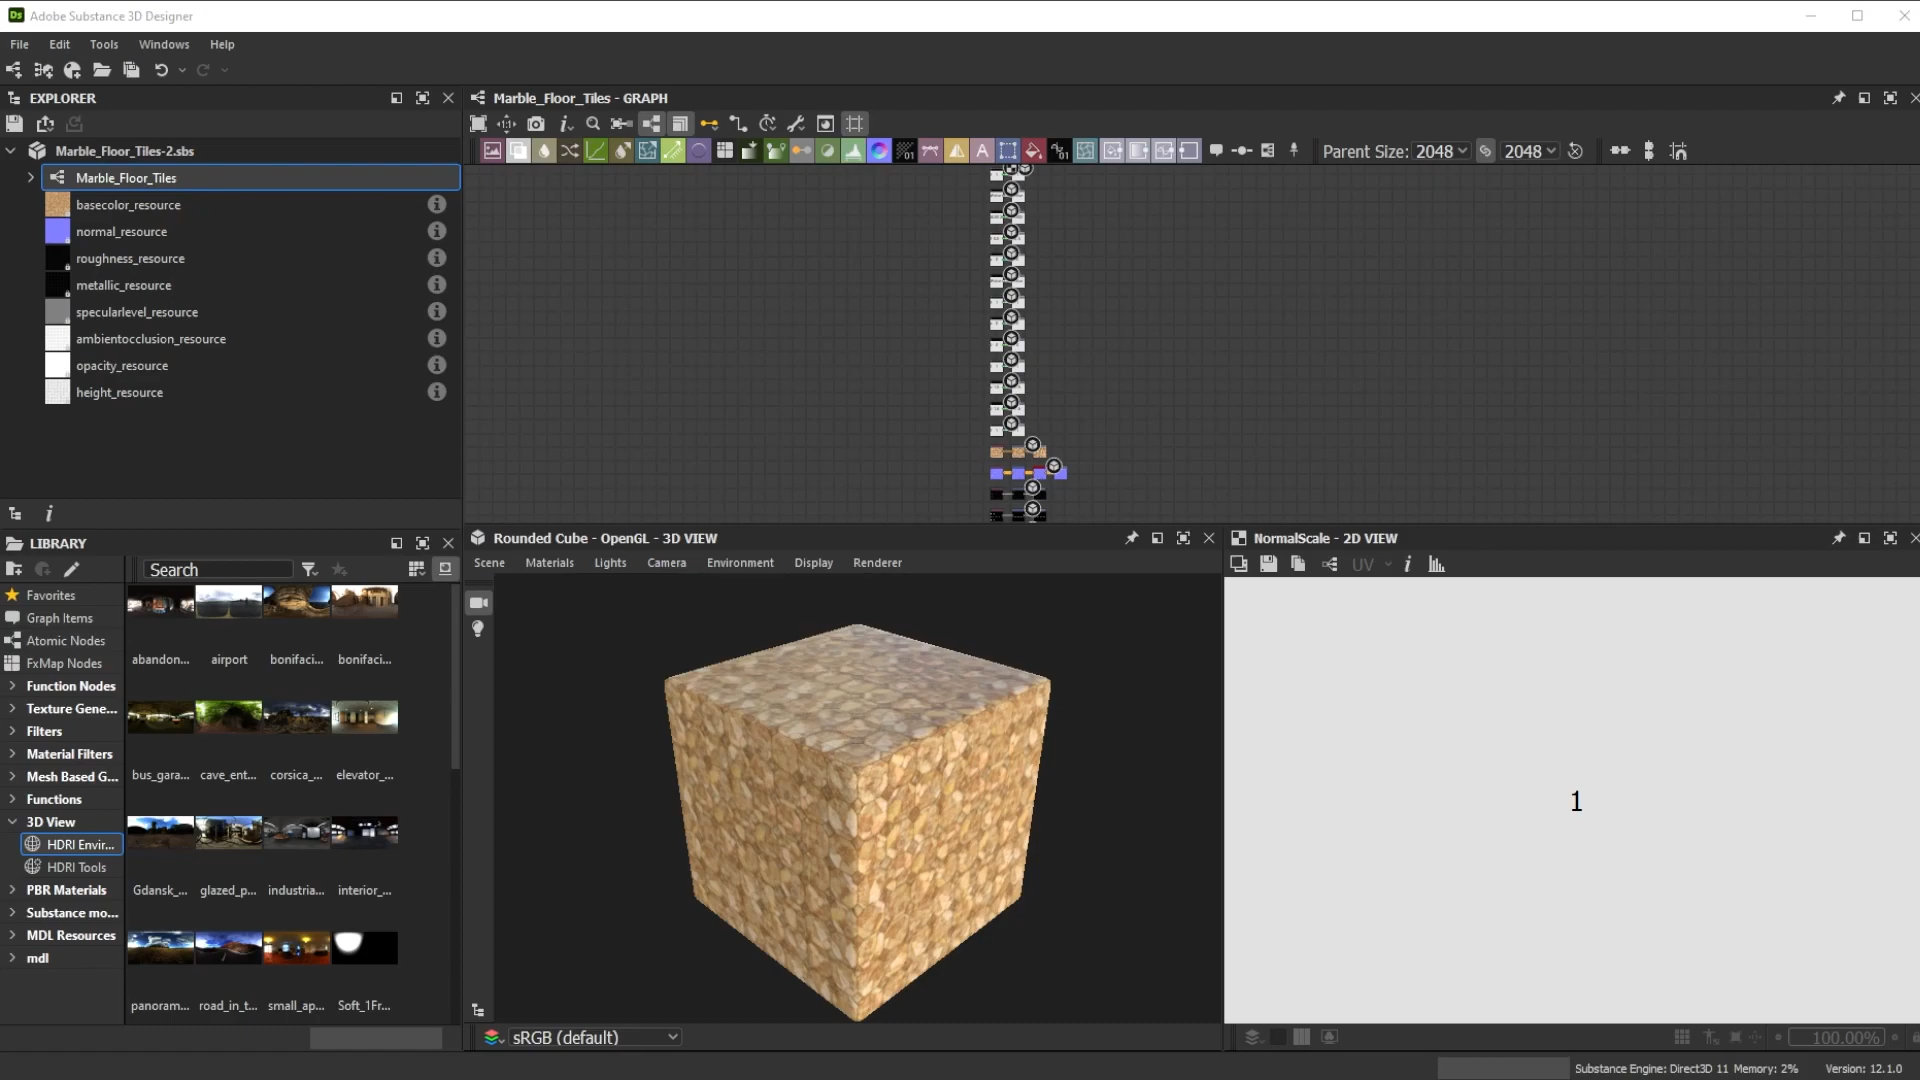 Ds Adobe Substance 3D Designer
File Edit Tools Windows Help
EXPLORER
Marble_Floor_Tiles-2.sbs
Marble_Floor_Tiles
basecolor_resource
normal_resource
roughness_resource
metallic_resource
specularlevel_resource
ambientocclusion_resource
opacity_resource
height_resource
Marble_Floor_Tiles - GRAPH
Parent Size: 2048 2048
LIBRARY
Search
Favorites
Graph Items
Atomic Nodes
FxMap Nodes
Function Nodes
Texture Gene...
Filters
Material Filters
Mesh Based G...
Functions
3D View
HDRI Envir...
HDRI Tools
PBR Materials
Substance mo...
MDL Resources
mdl
abandon... airport bonifaci... bonifaci...
bus_gara... cave_ent... corsica_... elevator_...
Gdansk_... glazed_p... industria... interior_...
panoram... road_in_t... small_ap... Soft_1Fr...
Rounded Cube - OpenGL - 3D VIEW
Scene Materials Lights Camera Environment Display Renderer
sRGB (default)
NormalScale - 2D VIEW
UV
1
100.00%
Substance Engine: Direct3D 11 Memory: 2% Version: 12.1.0